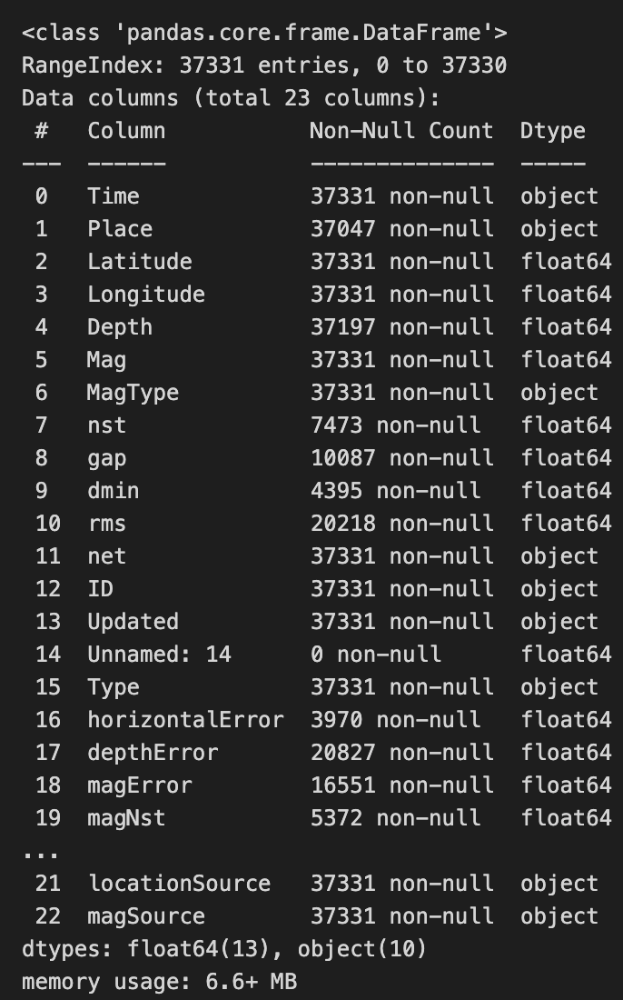 <class 'pandas.core.frame.DataFrame'>
RangeIndex: 37331 entries, 0 to 37330
Data columns (total 23 columns):
 #   Column           Non-Null Count  Dtype
---  ------           --------------  -----
 0   Time             37331 non-null  object
 1   Place            37047 non-null  object
 2   Latitude         37331 non-null  float64
 3   Longitude        37331 non-null  float64
 4   Depth            37197 non-null  float64
 5   Mag              37331 non-null  float64
 6   MagType          37331 non-null  object
 7   nst              7473 non-null   float64
 8   gap              10087 non-null  float64
 9   dmin             4395 non-null   float64
 10  rms              20218 non-null  float64
 11  net              37331 non-null  object
 12  ID               37331 non-null  object
 13  Updated          37331 non-null  object
 14  Unnamed: 14      0 non-null      float64
 15  Type             37331 non-null  object
 16  horizontalError  3970 non-null   float64
 17  depthError       20827 non-null  float64
 18  magError         16551 non-null  float64
 19  magNst           5372 non-null   float64
...
 21  locationSource   37331 non-null  object
 22  magSource        37331 non-null  object
dtypes: float64(13), object(10)
memory usage: 6.6+ MB